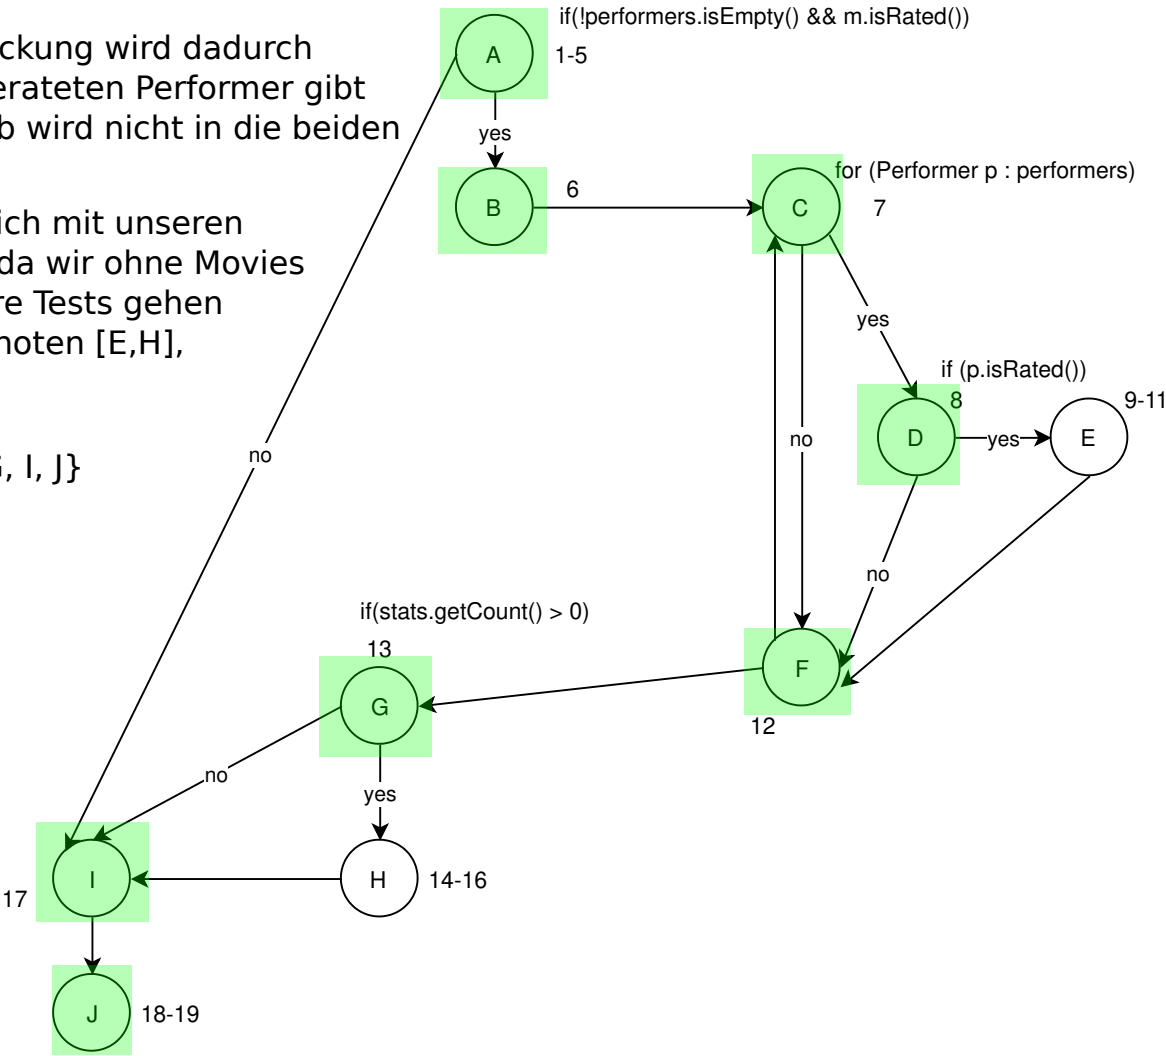 ckung wird dadurch
erateten Performer gibt
b wird nicht in die beiden
ich mit unseren
da wir ohne Movies
re Tests gehen
noten [E,H],
, I, J}
if(!performers.isEmpty() && m.isRated())
A
1-5
yes
B
6
C
for (Performer p : performers)
7
yes
no
no
if (p.isRated())
8
D
yes
E
9-11
no
F
12
if(stats.getCount() > 0)
13
G
no
yes
I
17
H
14-16
J
18-19